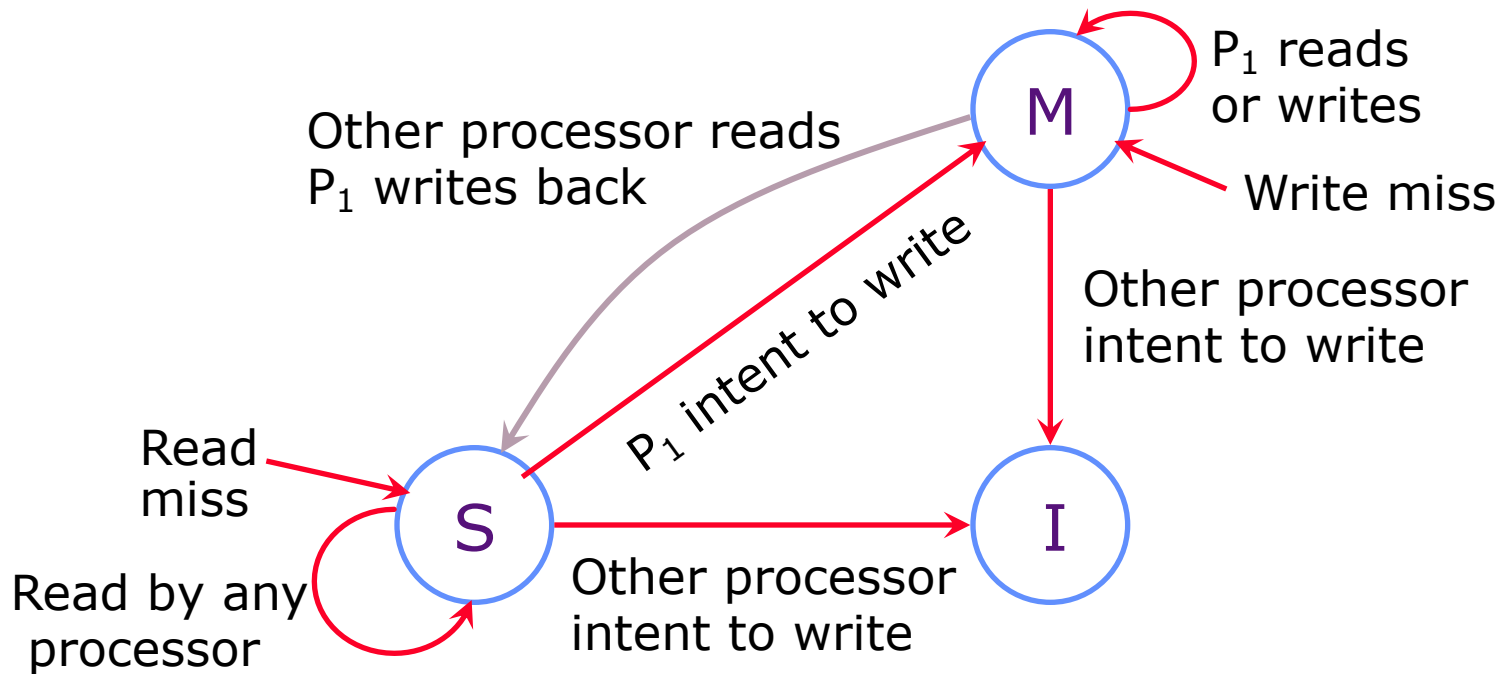 M
P₁ reads
or writes
Other processor reads
P₁ writes back
Write miss
P₁ intent to write
Other processor
intent to write
Read
miss
S
I
Read by any
processor
Other processor
intent to write